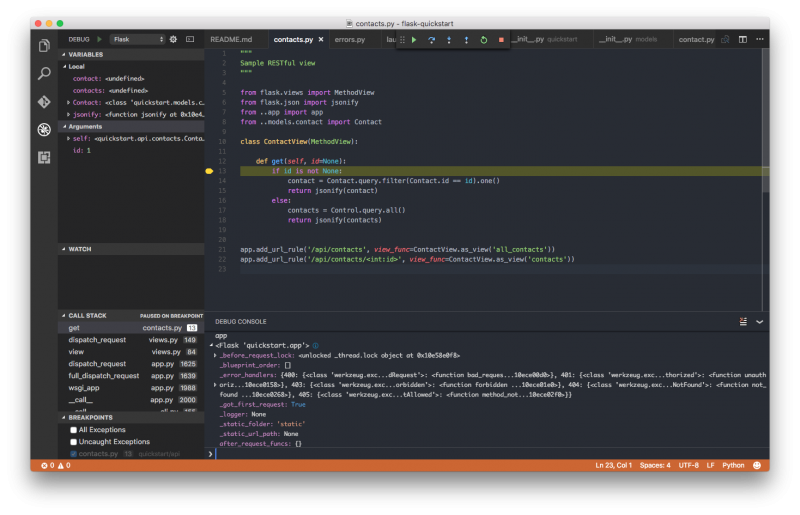 contacts.py - flask-quickstart
DEBUG Flask
README.md contacts.py × errors.py __init__.py quickstart __init__.py models contact.py
VARIABLES
Local
contact: <undefined>
contacts: <undefined>
Contact: <class 'quickstart.models.c…
jsonify: <function jsonify at 0x10e4…
Arguments
self: <quickstart.api.contacts.Conta…
id: 1
WATCH
CALL STACK PAUSED ON BREAKPOINT
get contacts.py 13
dispatch_request views.py 149
view views.py 84
dispatch_request app.py 1625
full_dispatch_request app.py 1639
wsgi_app app.py 1988
__call__ app.py 2000
BREAKPOINTS
All Exceptions
Uncaught Exceptions
contacts.py 13 quickstart/api
1 """
2 Sample RESTful view
3 """
4
5 from flask.views import MethodView
6 from flask.json import jsonify
7 from ..app import app
8 from ..models.contact import Contact
9
10 class ContactView(MethodView):
11
12 def get(self, id=None):
13 if id is not None:
14 contact = Contact.query.filter(Contact.id == id).one()
15 return jsonify(contact)
16 else:
17 contacts = Control.query.all()
18 return jsonify(contacts)
19
20
21 app.add_url_rule('/api/contacts', view_func=ContactView.as_view('all_contacts'))
22 app.add_url_rule('/api/contacts/<int:id>', view_func=ContactView.as_view('contacts'))
23
DEBUG CONSOLE
app
<Flask 'quickstart.app'>
_before_request_lock: <unlocked _thread.lock object at 0x10e58e0f8>
_blueprint_order: []
_error_handlers: {400: {<class 'werkzeug.exc...dRequest'>: <function bad_reques...10ece00d0>}, 401: {<class 'werkzeug.exc...thorized'>: <function unauth
oriz...10ece0158>}, 403: {<class 'werkzeug.exc...orbidden'>: <function forbidden ...10ece01e0>}, 404: {<class 'werkzeug.exc...NotFound'>: <function not_
found ...10ece0268>}, 405: {<class 'werkzeug.exc...tAllowed'>: <function method_not...10ece02f0>}}
_got_first_request: True
_logger: None
_static_folder: 'static'
_static_url_path: None
after_request_funcs: {}
0 0 Ln 23, Col 1 Spaces: 4 UTF-8 LF Python